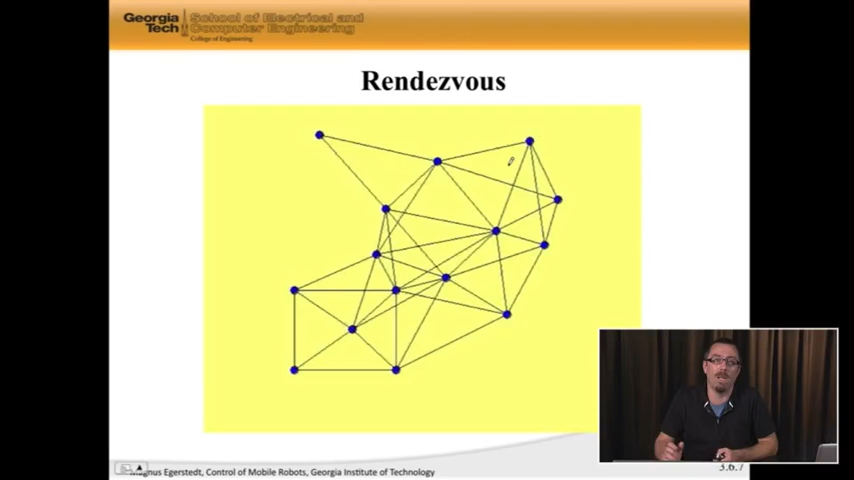 Georgia
Tech
School of Electrical and
Computer Engineering
College of Engineering
Rendezvous
Magnus Egerstedt, Control of Mobile Robots, Georgia Institute of Technology
3.6.7